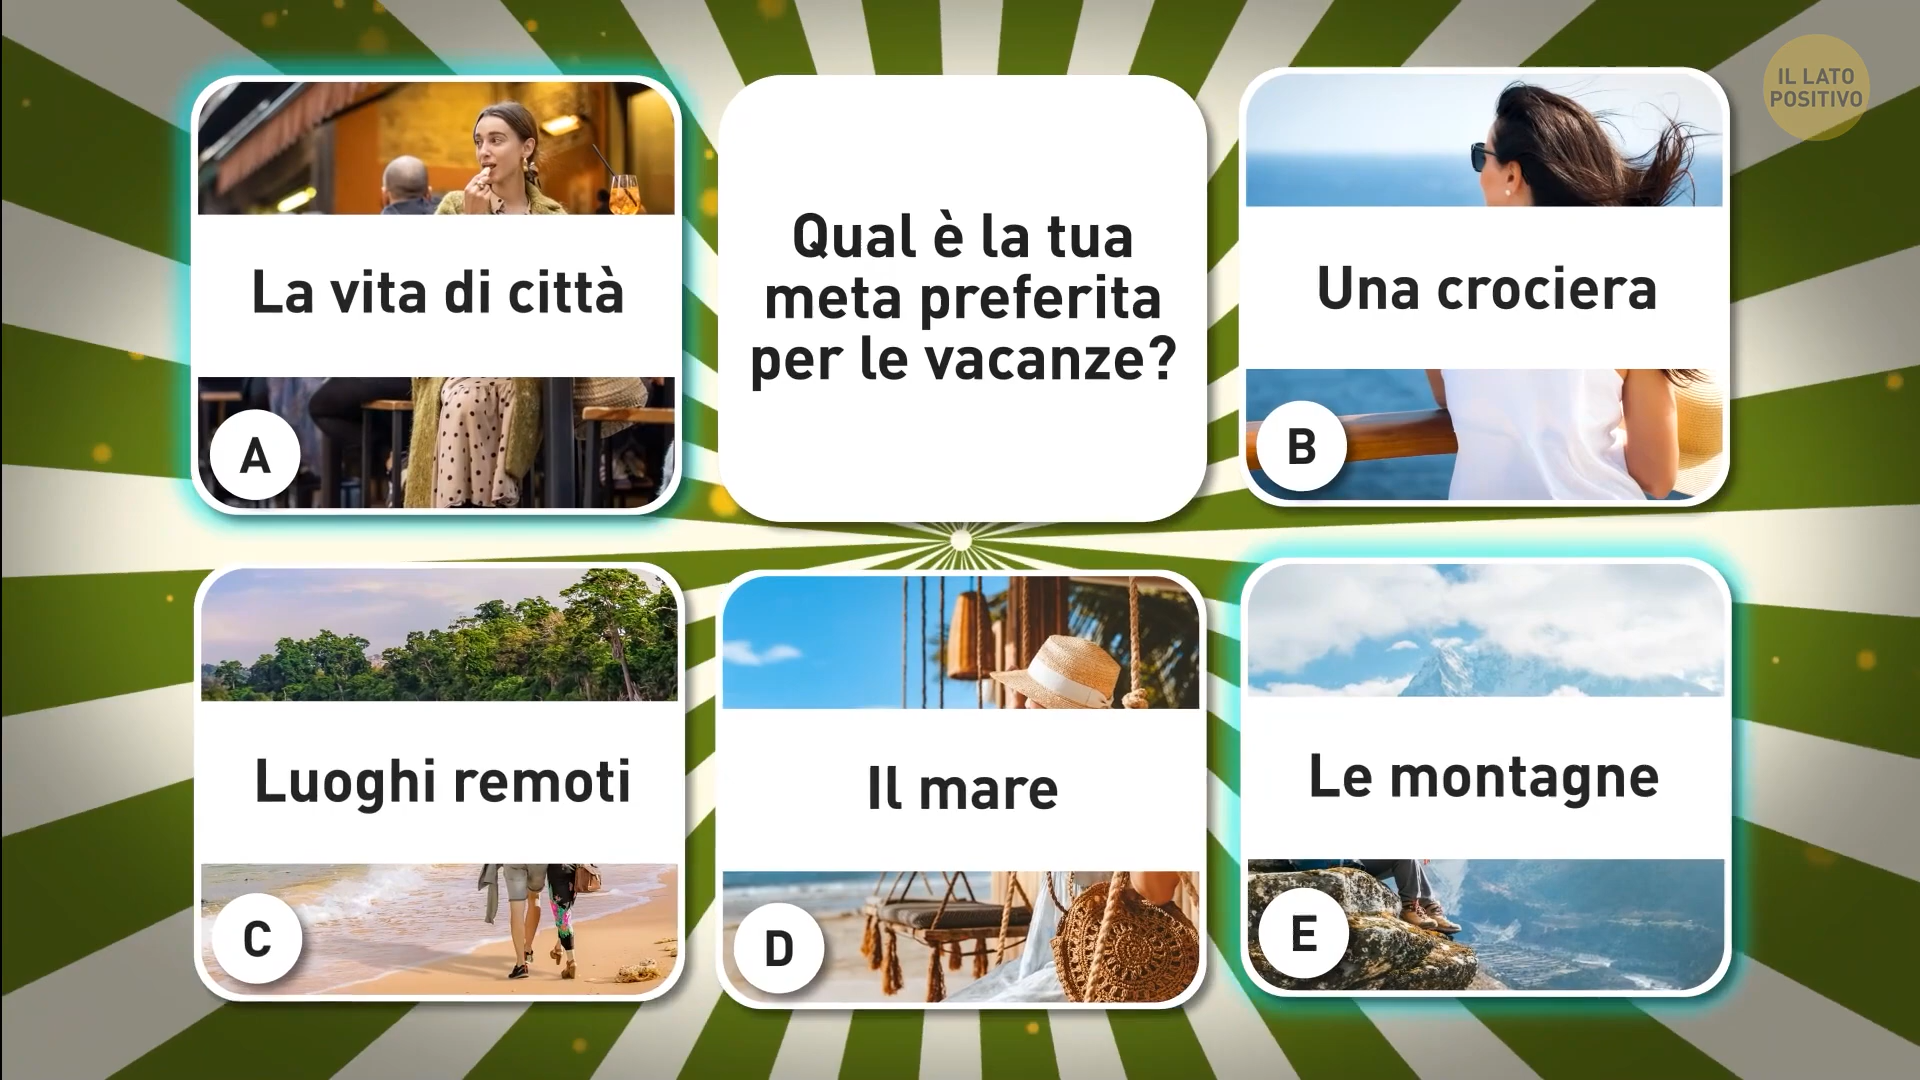 La vita di città
A
Qual è la tua
meta preferita
per le vacanze?
Una crociera
B
IL LATO
POSITIVO
Luoghi remoti
C
Il mare
D
Le montagne
E